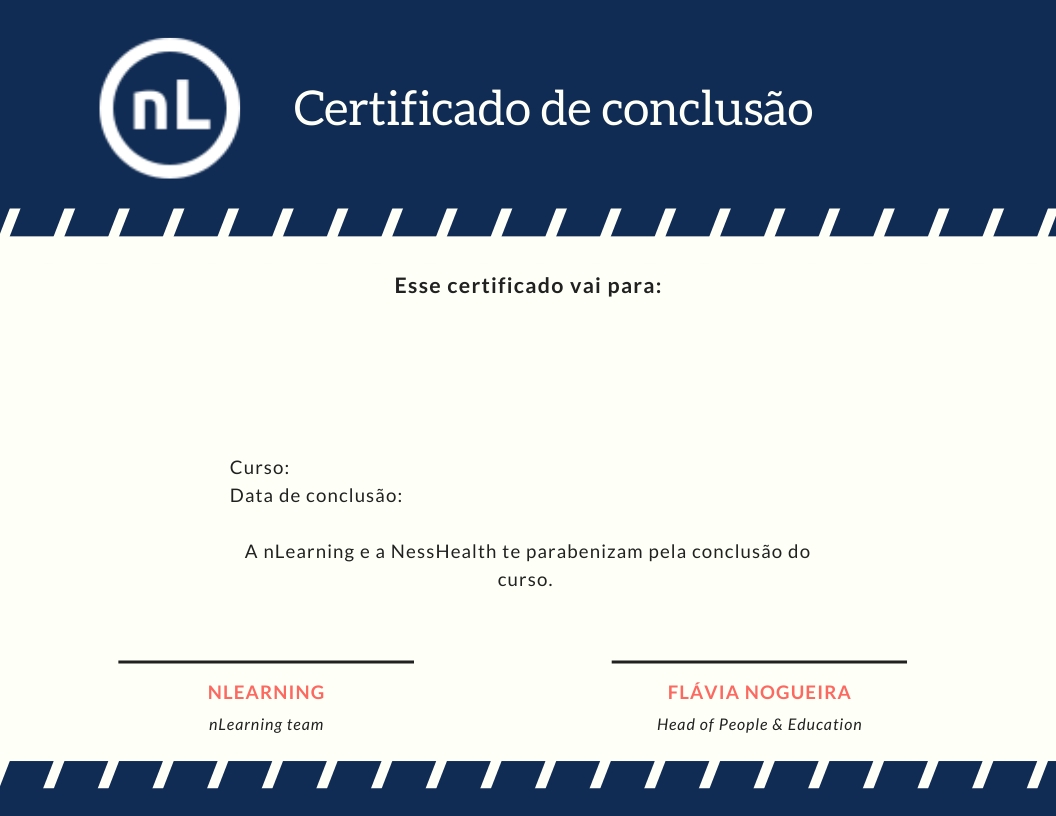 nL
Certificado de conclusão
Esse certificado vai para:
Curso:
Data de conclusão:
A nLearning e a NessHealth te parabenizam pela conclusão do
curso.
NLEARNING
FLÁVIA NOGUEIRA
nLearning team
Head of People & Education